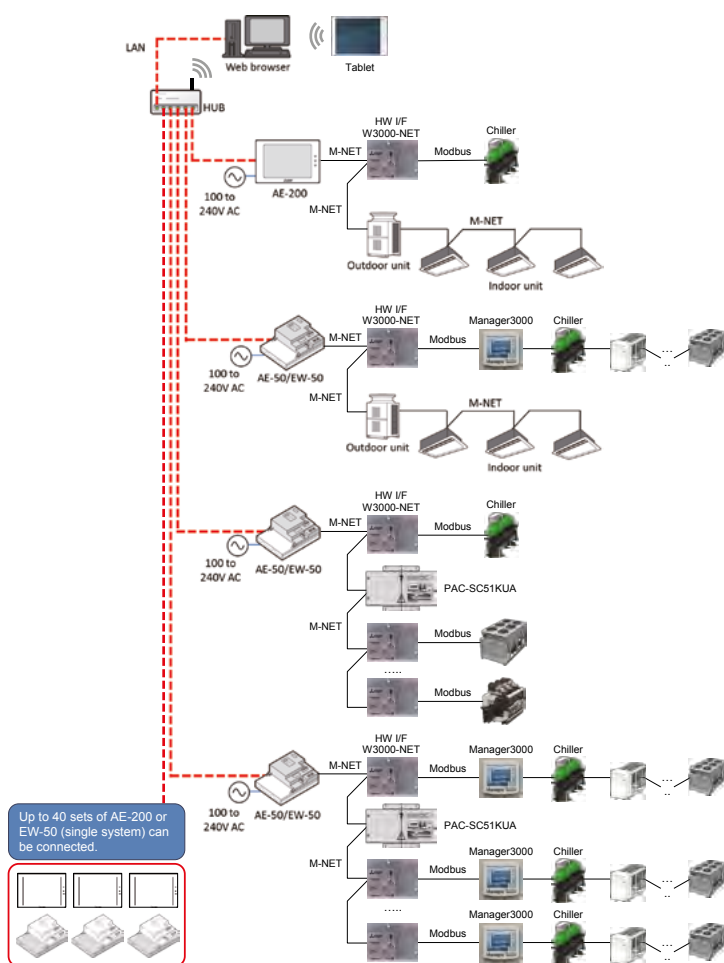 LAN
Web browser
Tablet
HUB
HW I/F
W3000-NET
Chiller
M-NET
Modbus
100 to
240V AC
AE-200
M-NET
M-NET
Outdoor unit
Indoor unit
HW I/F
W3000-NET
Manager3000
Chiller
M-NET
Modbus
...
..
100 to
240V AC
AE-50/EW-50
M-NET
M-NET
Outdoor unit
Indoor unit
HW I/F
W3000-NET
Chiller
M-NET
Modbus
100 to
240V AC
AE-50/EW-50
PAC-SC51KUA
M-NET
Modbus
.....
Modbus
HW I/F
W3000-NET
Manager3000
Chiller
M-NET
Modbus
...
..
100 to
240V AC
AE-50/EW-50
Up to 40 sets of AE-200 or
EW-50 (single system) can
be connected.
PAC-SC51KUA
M-NET
Manager3000
Chiller
Modbus
...
..
.....
Manager3000
Chiller
Modbus
...
..